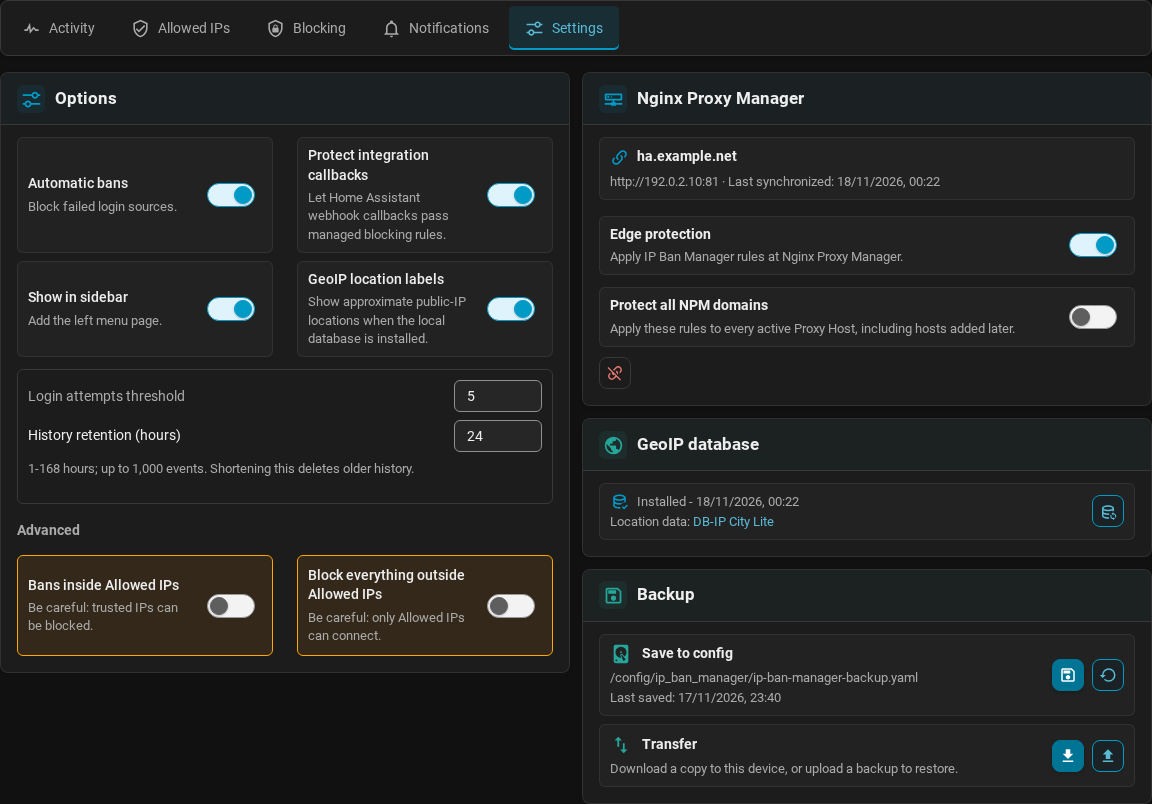 Activity
Allowed IPs
Blocking
Notifications
Settings
Options
Automatic bans
Block failed login sources.
Protect integration
callbacks
Let Home Assistant
webhook callbacks pass
managed blocking rules.
Show in sidebar
Add the left menu page.
GeoIP location labels
Show approximate public-IP
locations when the local
database is installed.
Login attempts threshold
5
History retention (hours)
24
1-168 hours; up to 1,000 events. Shortening this deletes older history.
Advanced
Bans inside Allowed IPs
Be careful: trusted IPs can
be blocked.
Block everything outside
Allowed IPs
Be careful: only Allowed IPs
can connect.
Nginx Proxy Manager
ha.example.net
http://192.0.2.10:81 · Last synchronized: 18/11/2026, 00:22
Edge protection
Apply IP Ban Manager rules at Nginx Proxy Manager.
Protect all NPM domains
Apply these rules to every active Proxy Host, including hosts added later.
GeoIP database
Installed - 18/11/2026, 00:22
Location data: DB-IP City Lite
Backup
Save to config
/config/ip_ban_manager/ip-ban-manager-backup.yaml
Last saved: 17/11/2026, 23:40
Transfer
Download a copy to this device, or upload a backup to restore.